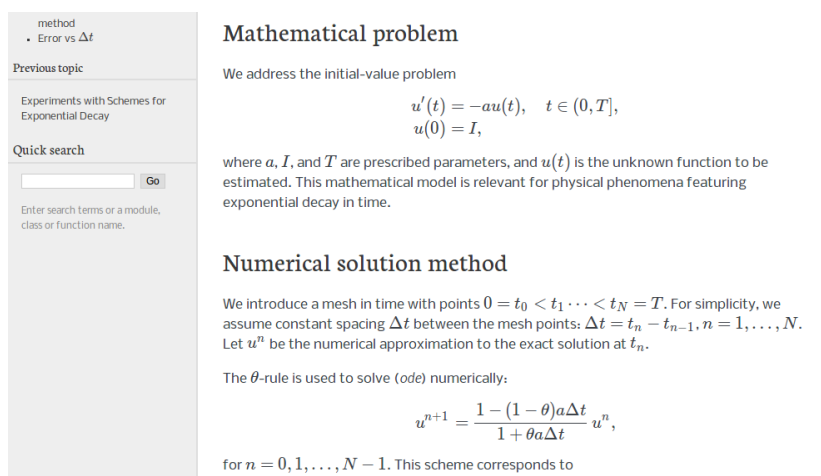 method
• Error vs Δt
Previous topic
Experiments with Schemes for
Exponential Decay
Quick search
Go
Enter search terms or a module,
class or function name.
Mathematical problem
We address the initial-value problem
u′(t) = −au(t), t ∈ (0, T],
u(0) = I,
where a, I, and T are prescribed parameters, and u(t) is the unknown function to be
estimated. This mathematical model is relevant for physical phenomena featuring
exponential decay in time.
Numerical solution method
We introduce a mesh in time with points 0 = t₀ < t₁ ⋯ < t_N = T. For simplicity, we
assume constant spacing Δt between the mesh points: Δt = t_n − t_{n−1}, n = 1, …, N.
Let uⁿ be the numerical approximation to the exact solution at t_n.
The θ-rule is used to solve (ode) numerically:
u^{n+1} = \frac{1 − (1 − θ)aΔt}{1 + θaΔt} u^n,
for n = 0, 1, …, N − 1. This scheme corresponds to